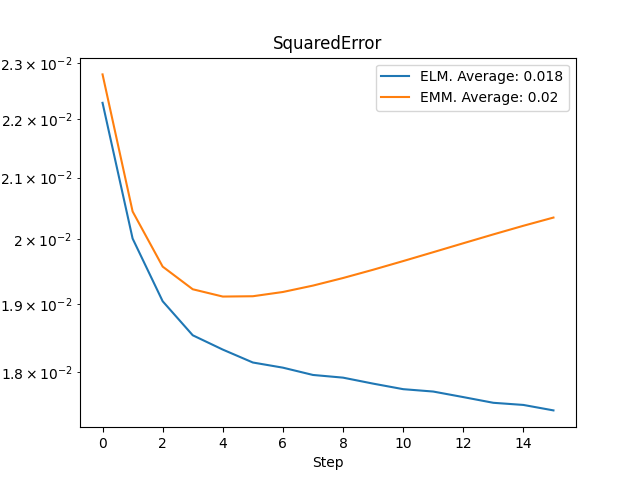 SquaredError
2.3 × 10⁻²
2.2 × 10⁻²
2.1 × 10⁻²
2 × 10⁻²
1.9 × 10⁻²
1.8 × 10⁻²
ELM. Average: 0.018
EMM. Average: 0.02
0 2 4 6 8 10 12 14
Step